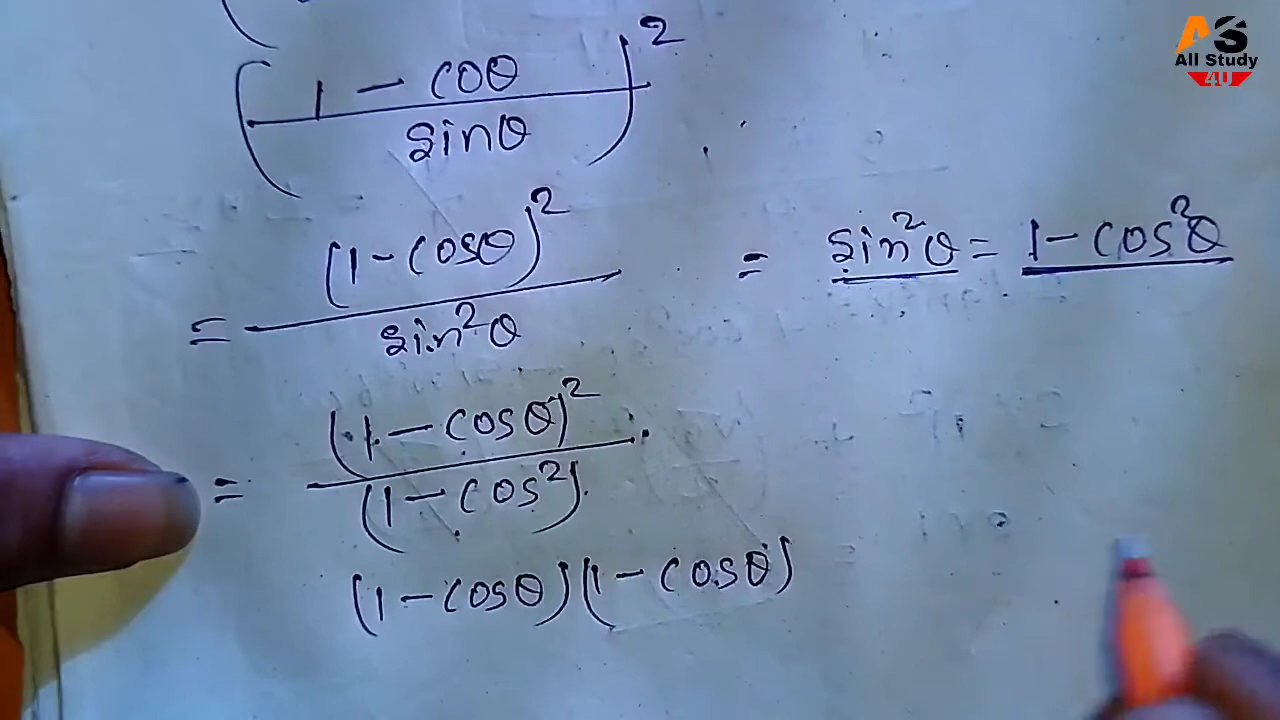 AS
All Study
4U
(1 - coθ / sinθ)²
= (1 - cosθ)² / sin²θ = sin²θ = 1 - cos²θ
= (1 - cosθ)² / (1 - cos²)
(1 - cosθ)(1 - cosθ)